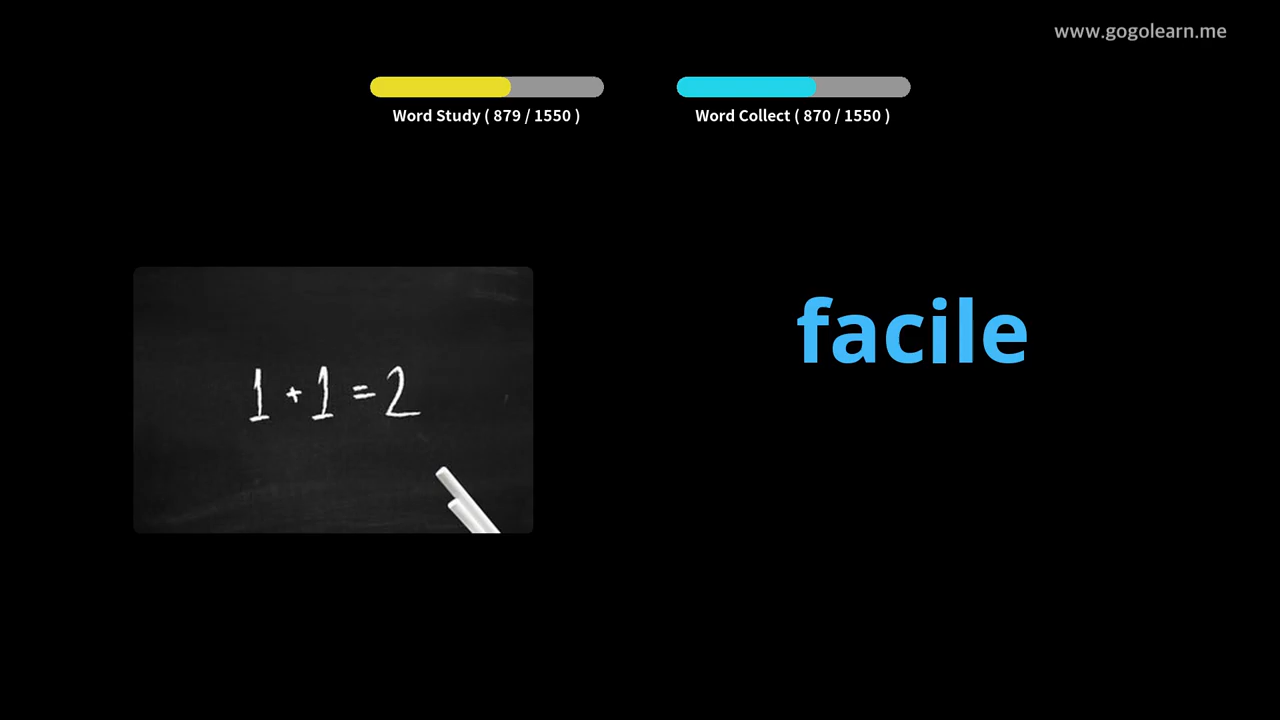 www.gogolearn.me
Word Study ( 879 / 1550 )
Word Collect ( 870 / 1550 )
facile
1 + 1 = 2